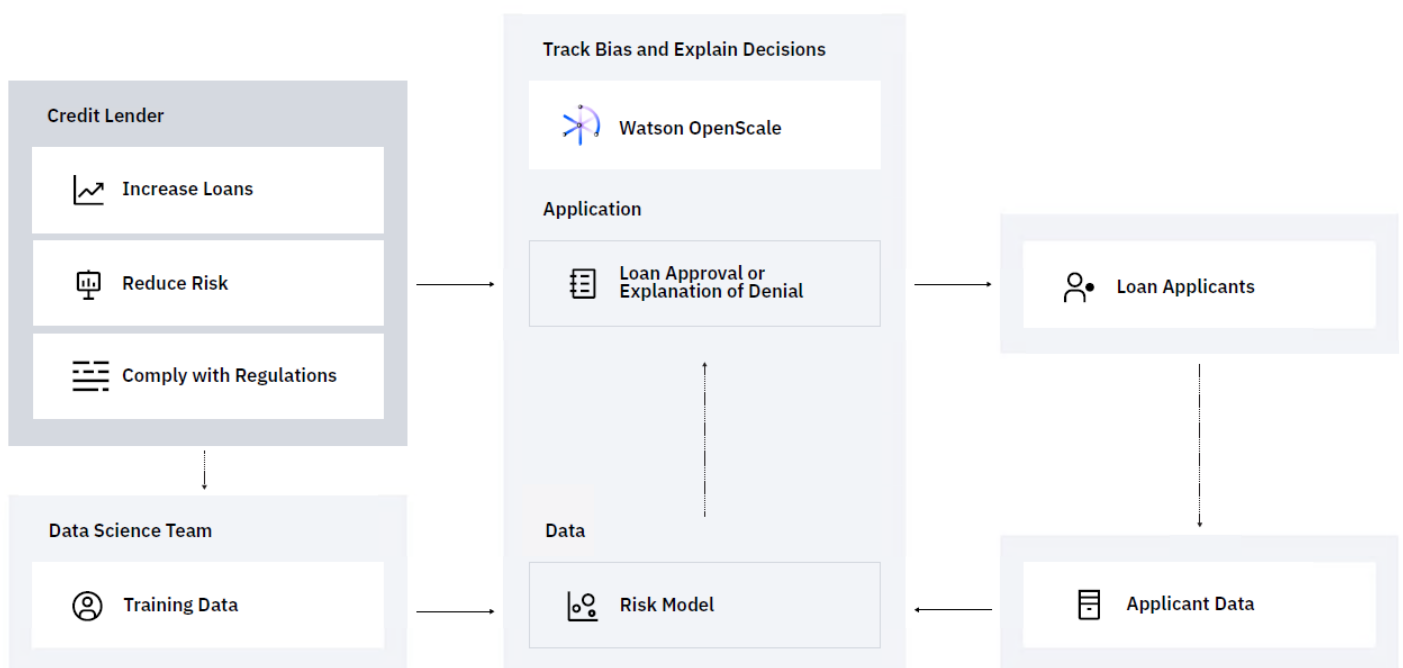 Credit Lender
Increase Loans
Reduce Risk
Comply with Regulations
Data Science Team
Training Data
Track Bias and Explain Decisions
Watson OpenScale
Application
Loan Approval or
Explanation of Denial
Data
Risk Model
Loan Applicants
Applicant Data